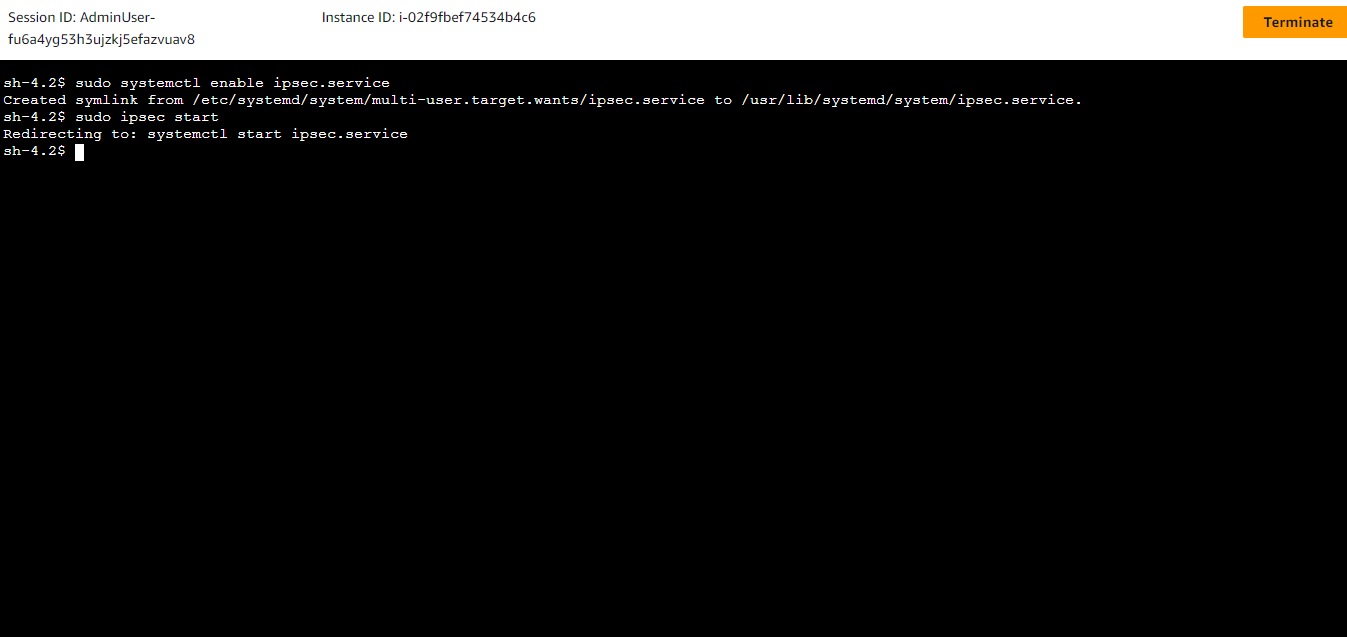 Session ID: AdminUser-
fu6a4yg53h3ujzkj5efazvuav8
Instance ID: i-02f9fbef74534b4c6
Terminate
sh-4.2$ sudo systemctl enable ipsec.service
Created symlink from /etc/systemd/system/multi-user.target.wants/ipsec.service to /usr/lib/systemd/system/ipsec.service.
sh-4.2$ sudo ipsec start
Redirecting to: systemctl start ipsec.service
sh-4.2$